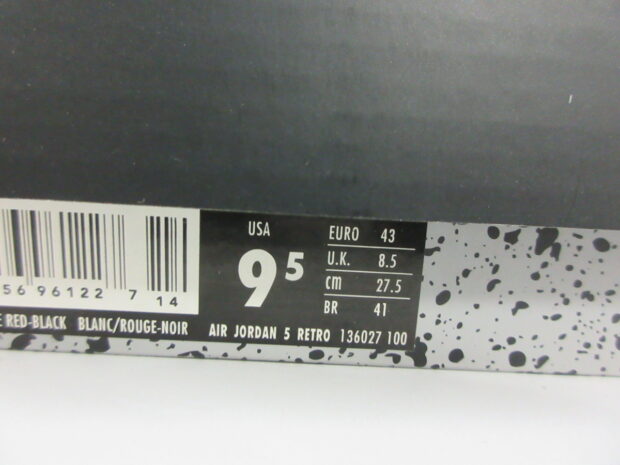 56 96122 7 14
USA
9 5
EURO 43
U.K. 8.5
cm 27.5
BR 41
RED-BLACK BLANC/ROUGE-NOIR AIR JORDAN 5 RETRO 136027 100